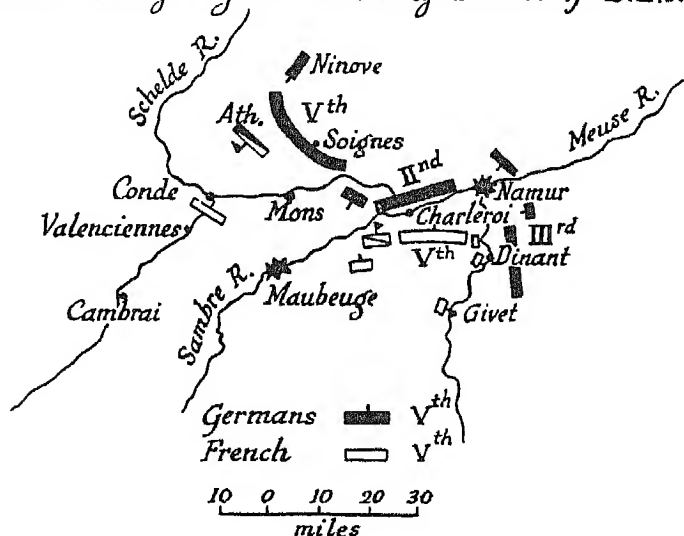 Schelde R.
Ninove
Vth
Ath.
Soignes
Meuse R.
IInd
Conde
Mons
Namur
Charleroi
Valenciennes
IIIrd
Vth
Dinant
Sambre R.
Maubeuge
Cambrai
Givet
Germans Vth
French Vth
10 0 10 20 30
miles